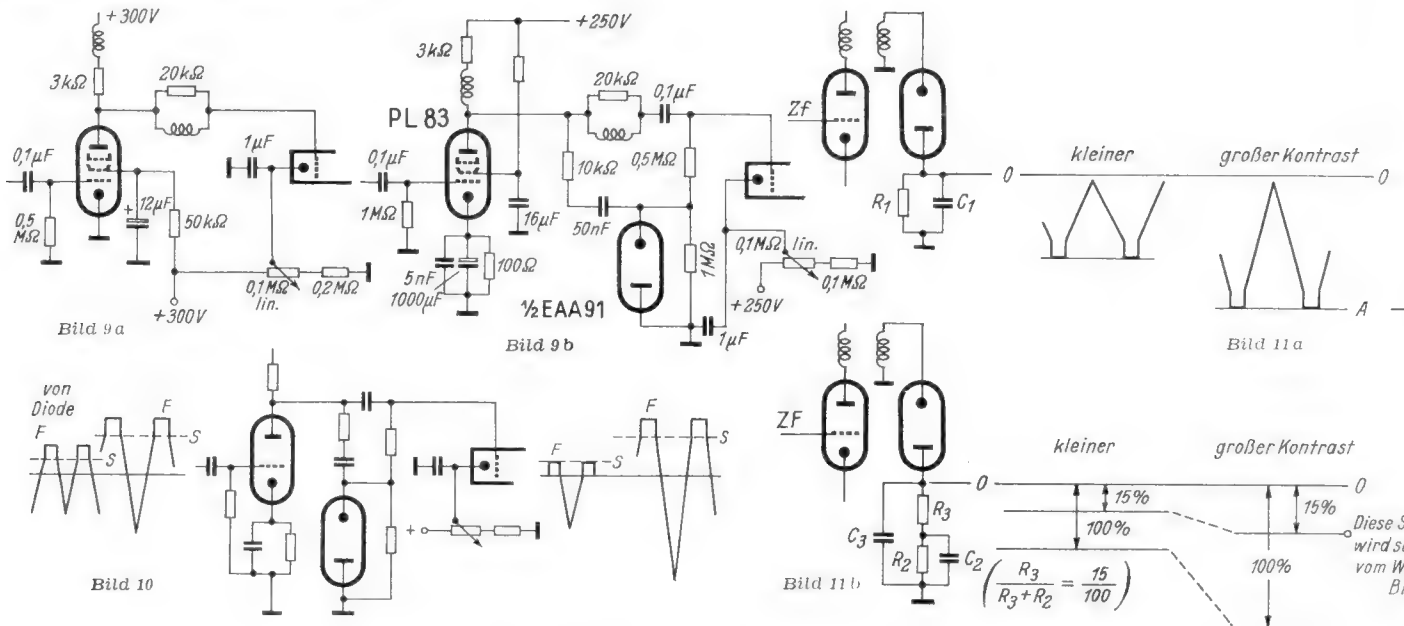 +300V
3kΩ
20kΩ
0,1µF
0,5
MΩ
12µF
50kΩ
1µF
0,1MΩ
lin.
0,2MΩ
+300V
Bild 9a
+250V
3kΩ
PL 83
0,1µF
1MΩ
16µF
5nF
1000µF
100Ω
20kΩ
0,1µF
10kΩ
0,5MΩ
50nF
½EAA91
1MΩ
0,1MΩ lin.
0,1MΩ
+250V
1µF
Bild 9b
Zf
R1
C1
0
kleiner
großer Kontrast
0
A
Bild 11a
von
Diode
F
S
F
S
+
F
S
F
S
Bild 10
ZF
0
C3
R3
R2
C2
Bild 11b
kleiner
großer Kontrast
0
15%
100%
15%
100%
(R3/R3+R2 = 15/100)
Diese S
wird s
vom W
B